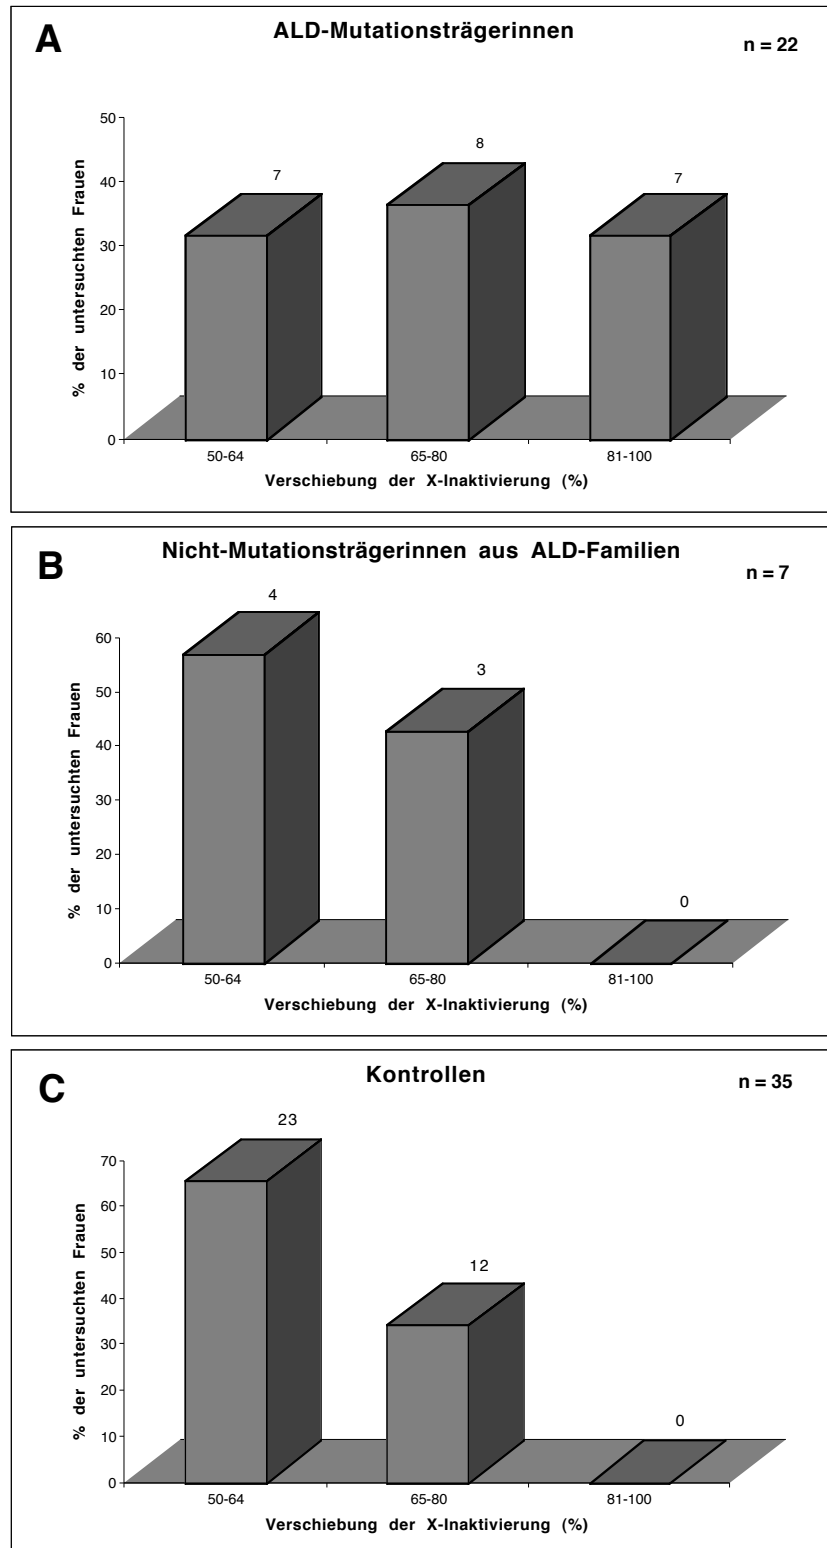 A
ALD-Mutationsträgerinnen
n = 22
% der untersuchten Frauen
50
40
30
20
10
0
7
8
7
50-64
65-80
81-100
Verschiebung der X-Inaktivierung (%)
B
Nicht-Mutationsträgerinnen aus ALD-Familien
n = 7
% der untersuchten Frauen
60
50
40
30
20
10
0
4
3
0
50-64
65-80
81-100
Verschiebung der X-Inaktivierung (%)
C
Kontrollen
n = 35
% der untersuchten Frauen
70
60
50
40
30
20
10
0
23
12
0
50-64
65-80
81-100
Verschiebung der X-Inaktivierung (%)